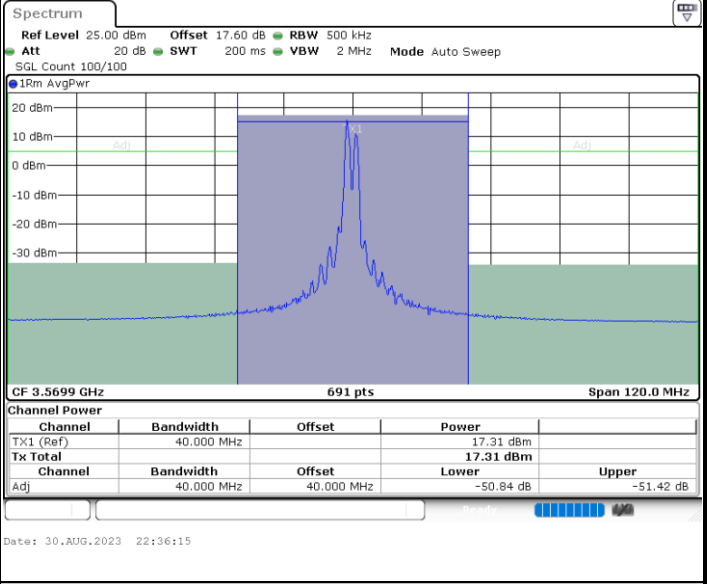 Spectrum
Ref Level 25.00 dBm Offset 17.60 dB RBW 500 kHz
Att 20 dB SWT 200 ms VBW 2 MHz Mode Auto Sweep
SGL Count 100/100
1Rm AvgPwr
20 dBm
TX1
10 dBm
Adj Adj
0 dBm
-10 dBm
-20 dBm
-30 dBm
CF 3.5699 GHz 691 pts Span 120.0 MHz
Channel Power
Channel Bandwidth Offset Power
TX1 (Ref) 40.000 MHz 17.31 dBm
Tx Total 17.31 dBm
Channel Bandwidth Offset Lower Upper
Adj 40.000 MHz 40.000 MHz -50.84 dB -51.42 dB
Ready
Date: 30.AUG.2023 22:36:15